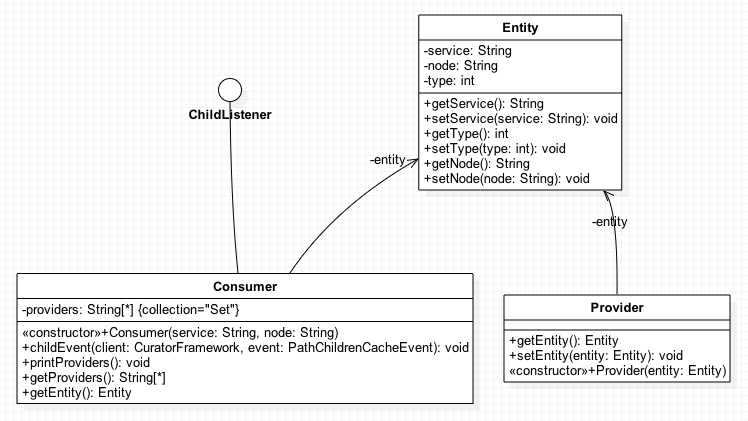 Entity
-service: String
-node: String
-type: int
+getService(): String
+setService(service: String): void
+getType(): int
+setType(type: int): void
+getNode(): String
+setNode(node: String): void
ChildListener
-entity
-entity
Consumer
-providers: String[*] {collection="Set"}
«constructor»+Consumer(service: String, node: String)
+childEvent(client: CuratorFramework, event: PathChildrenCacheEvent): void
+printProviders(): void
+getProviders(): String[*]
+getEntity(): Entity
Provider
+getEntity(): Entity
+setEntity(entity: Entity): void
«constructor»+Provider(entity: Entity)